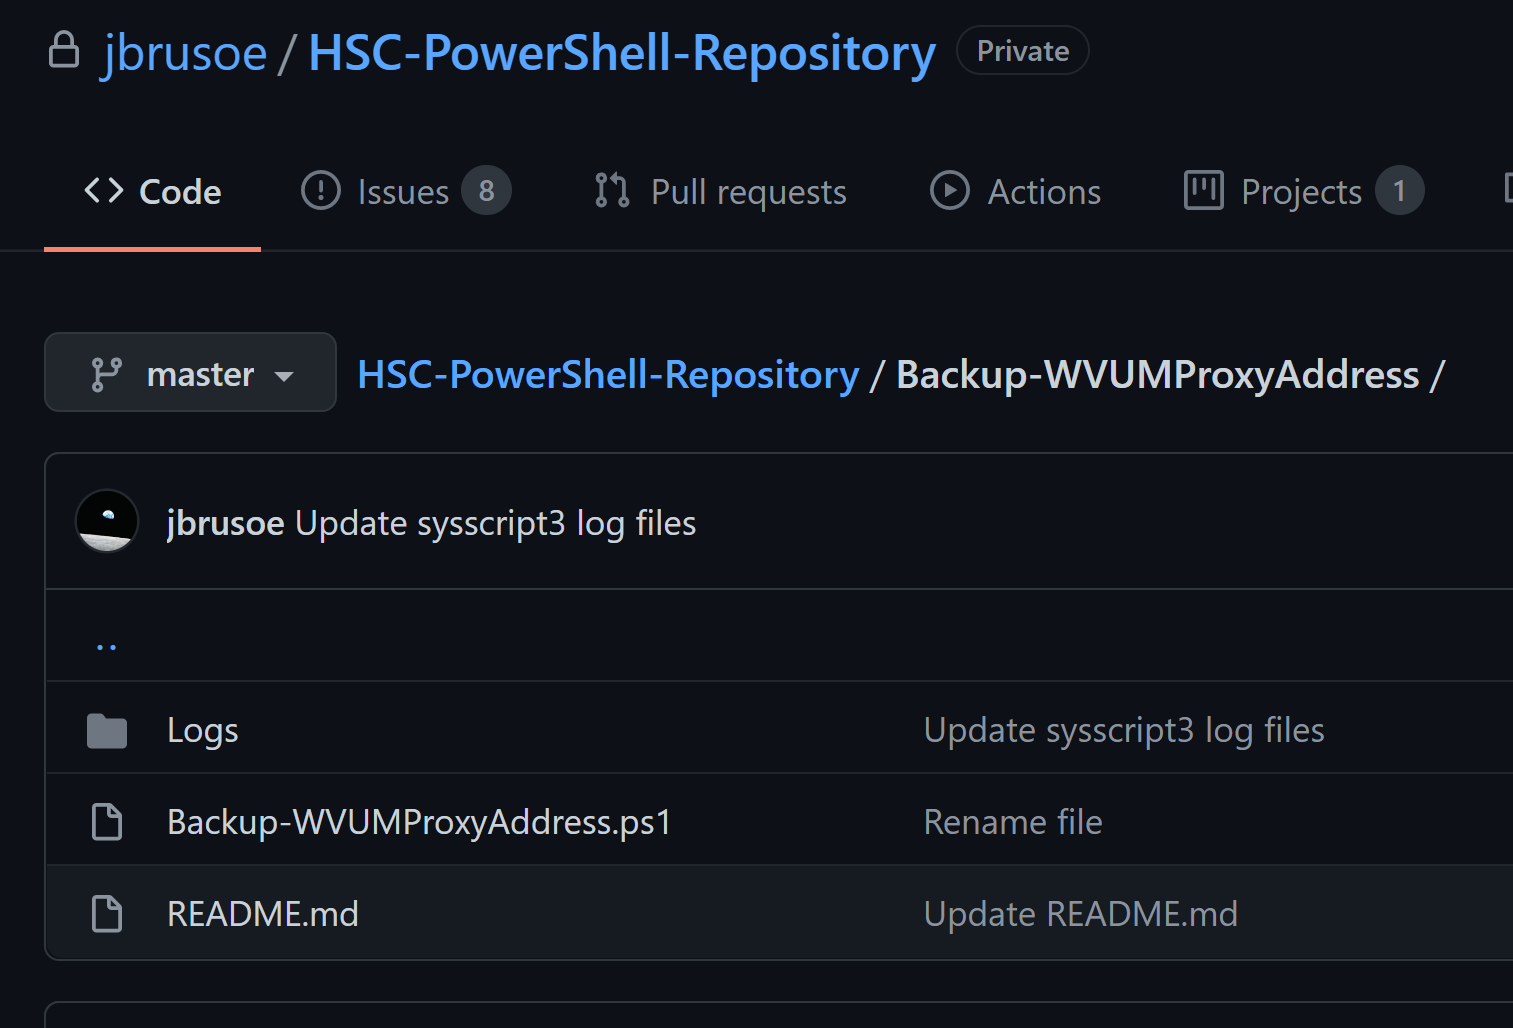 jbrusoe / HSC-PowerShell-Repository Private
Code Issues 8 Pull requests Actions Projects 1
master HSC-PowerShell-Repository / Backup-WVUMProxyAddress /
jbrusoe Update sysscript3 log files
..
Logs Update sysscript3 log files
Backup-WVUMProxyAddress.ps1 Rename file
README.md Update README.md